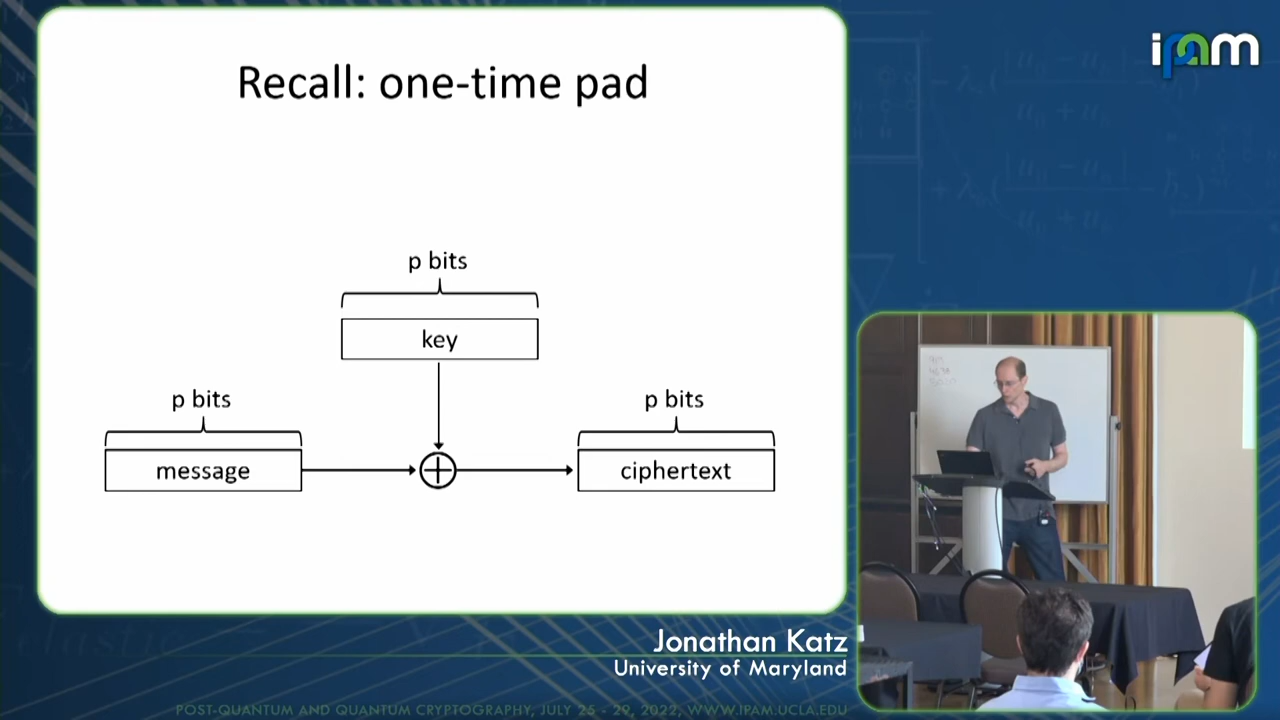 Recall: one-time pad
p bits
key
p bits
message
p bits
ciphertext
ipam
Jonathan Katz
University of Maryland
POST-QUANTUM AND QUANTUM CRYPTOGRAPHY, JULY 25 - 29, 2022, WWW.IPAM.UCLA.EDU